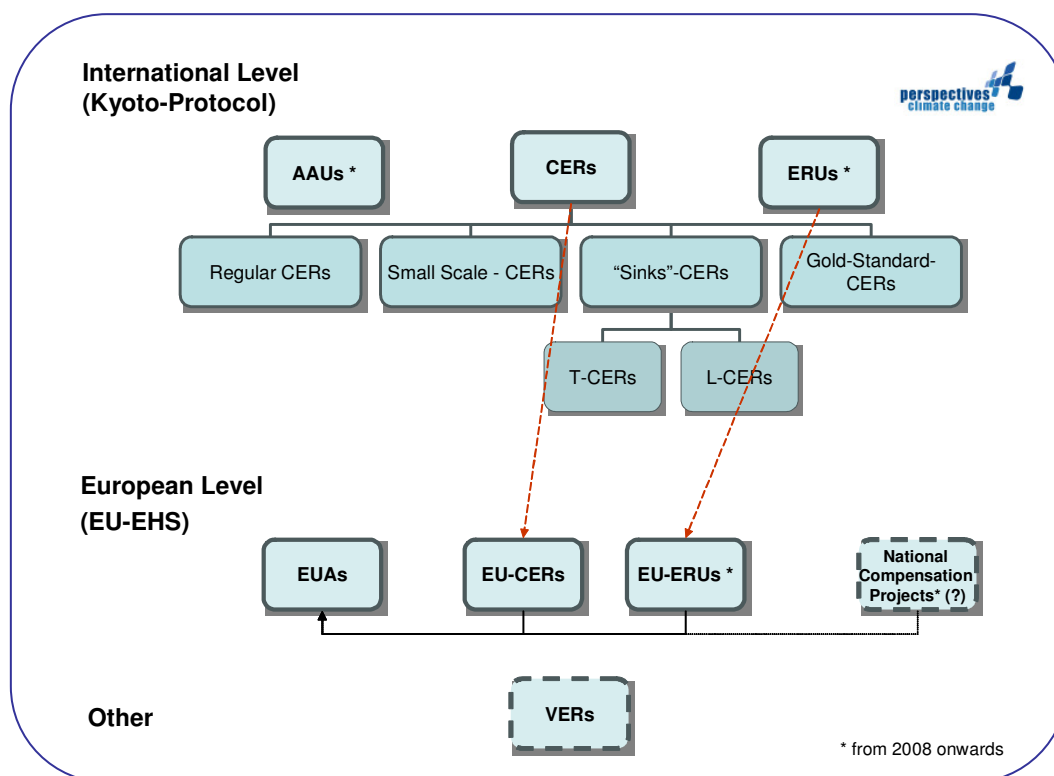 International Level
(Kyoto-Protocol)
perspectives
climate change
AAUs *
CERs
ERUs *
Regular CERs
Small Scale - CERs
“Sinks”-CERs
Gold-Standard-
CERs
T-CERs
L-CERs
European Level
(EU-EHS)
EUAs
EU-CERs
EU-ERUs *
National
Compensation
Projects* (?)
Other
VERs
* from 2008 onwards